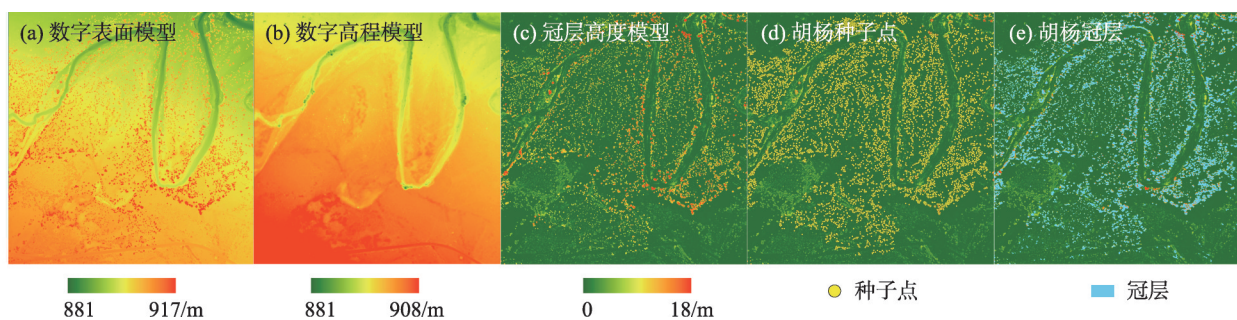 (a) 数字表面模型
(b) 数字高程模型
(c) 冠层高度模型
(d) 胡杨种子点
(e) 胡杨冠层
881 917/m
881 908/m
0 18/m
种子点
冠层